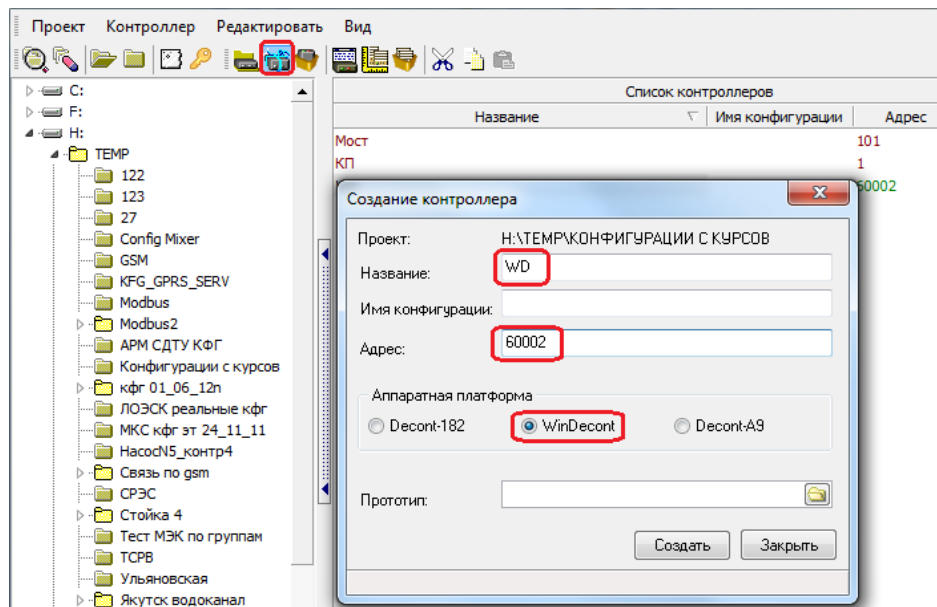 Проект Контроллер Редактировать Вид
C:
F:
H:
TEMP
122
123
27
Config Mixer
GSM
KFG_GPRS_SERV
Modbus
Modbus2
АРМ СДТУ КФГ
Конфигурации с курсов
кфг 01_06_12п
ЛОЭСК реальные кфг
МКС кфг эт 24_11_11
НасосN5_контр4
Связь по gsm
СРЭС
Стойка 4
Тест МЭК по группам
ТСРВ
Ульяновская
Якутск водоканал
Список контроллеров
Название Имя конфигурации Адрес
Мост 101
КП 1
60002
Создание контроллера
Проект: H:\TEMP\КОНФИГУРАЦИИ С КУРСОВ
Название: WD
Имя конфигурации:
Адрес: 60002
Аппаратная платформа
Decont-182 WinDecont Decont-A9
Прототип:
Создать Закрыть